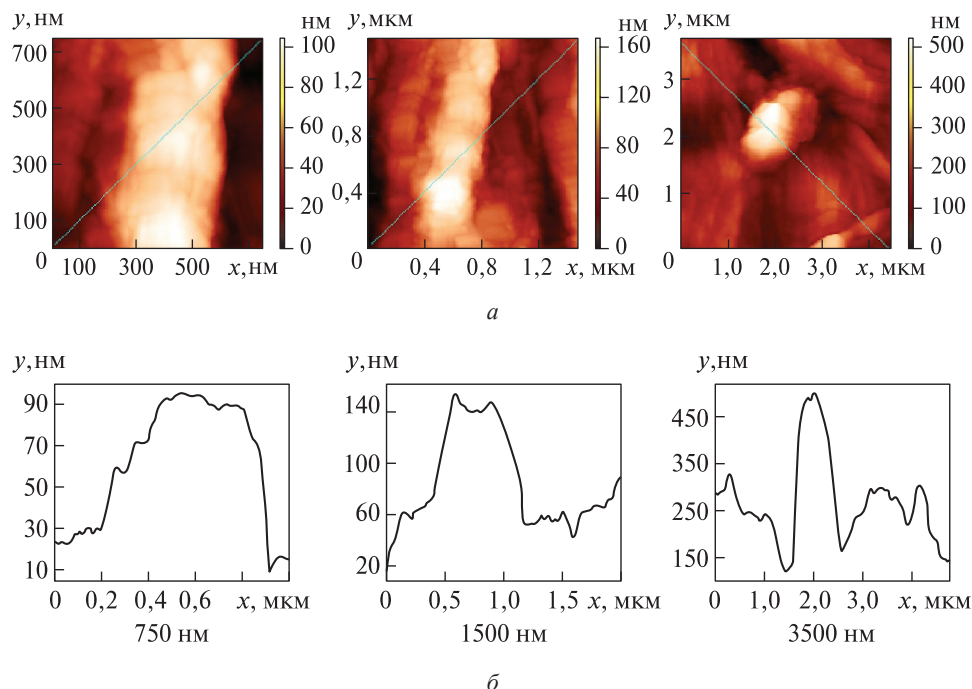 y, нм
нм
700
500
300
100
0
100 300 500 x, нм
100
80
60
40
20
0
y, мкм
нм
1,2
0,8
0,4
0
0,4 0,8 1,2 x, мкм
160
120
80
40
0
y, мкм
нм
3
2
1
0
1,0 2,0 3,0 x, мкм
500
400
300
200
100
0
а
y, нм
90
70
50
30
10
0 0,2 0,4 0,6 x, мкм
750 нм
y, нм
140
100
60
20
0 0,5 1,0 1,5 x, мкм
1500 нм
y, нм
450
350
250
150
0 1,0 2,0 3,0 x, мкм
3500 нм
б